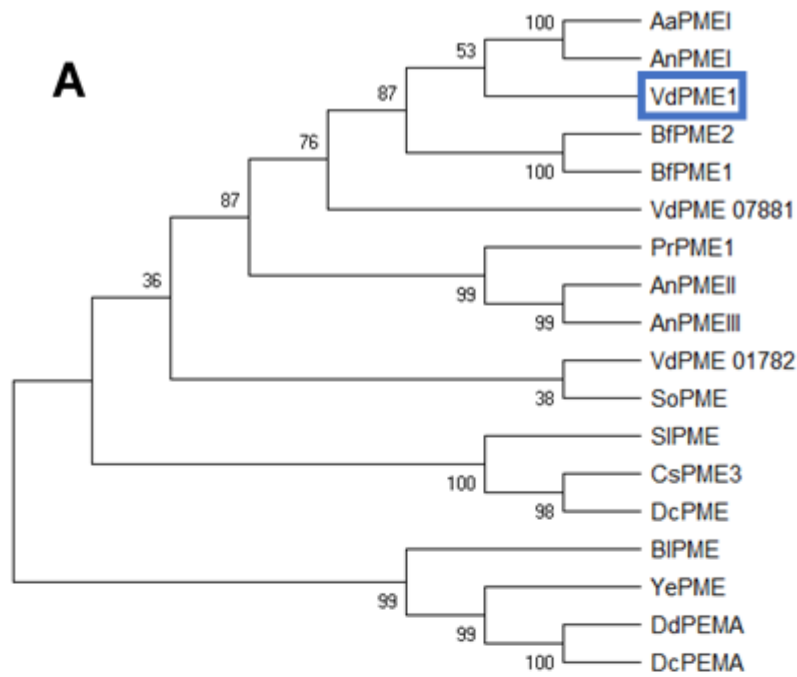 A
100
AaPMEI
53
AnPMEI
87
VdPME1
76
BfPME2
100
BfPME1
87
VdPME 07881
36
PrPME1
99
AnPMEII
99
AnPMEIII
VdPME 01782
38
SoPME
SlPME
100
CsPME3
98
DcPME
BlPME
99
YePME
99
DdPEMA
100
DcPEMA